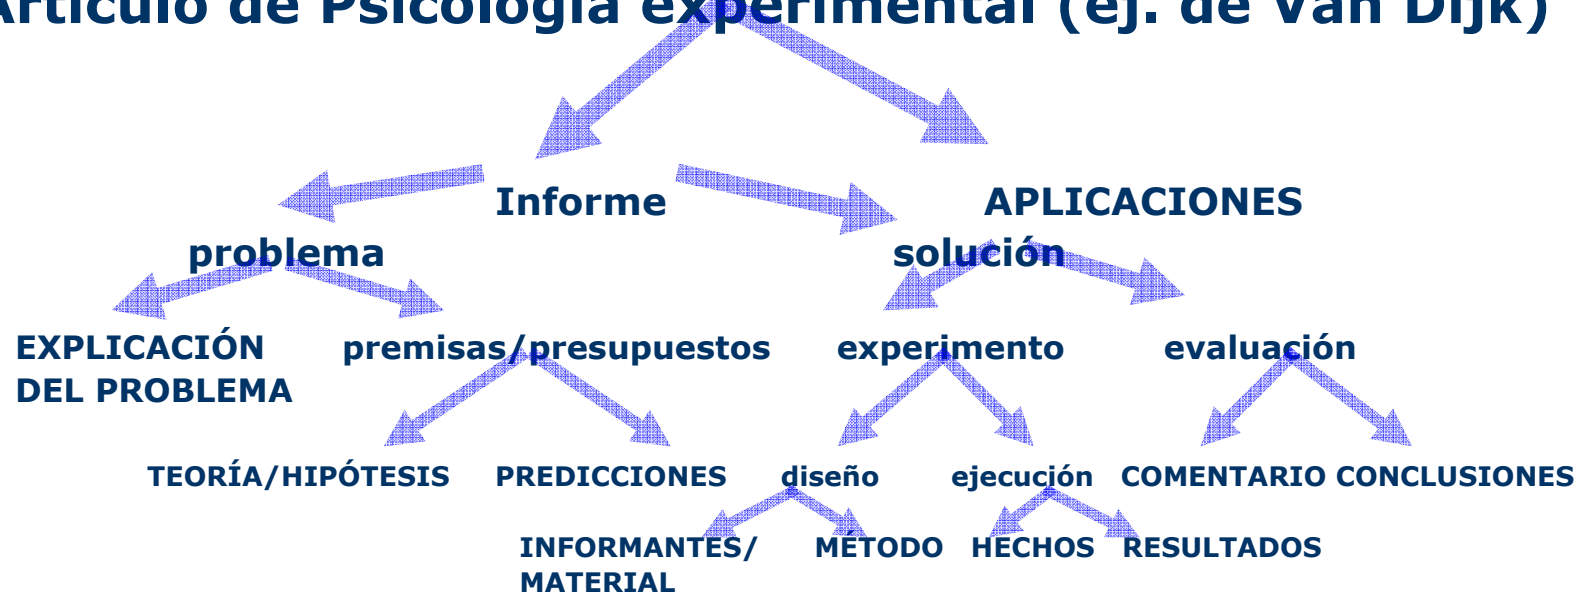 Artículo de Psicología experimental (ej. de Van Dijk)
Informe APLICACIONES
problema solución
EXPLICACIÓN premisas/presupuestos experimento evaluación
DEL PROBLEMA
TEORÍA/HIPÓTESIS PREDICCIONES diseño ejecución COMENTARIO CONCLUSIONES
INFORMANTES/ MÉTODO HECHOS RESULTADOS
MATERIAL